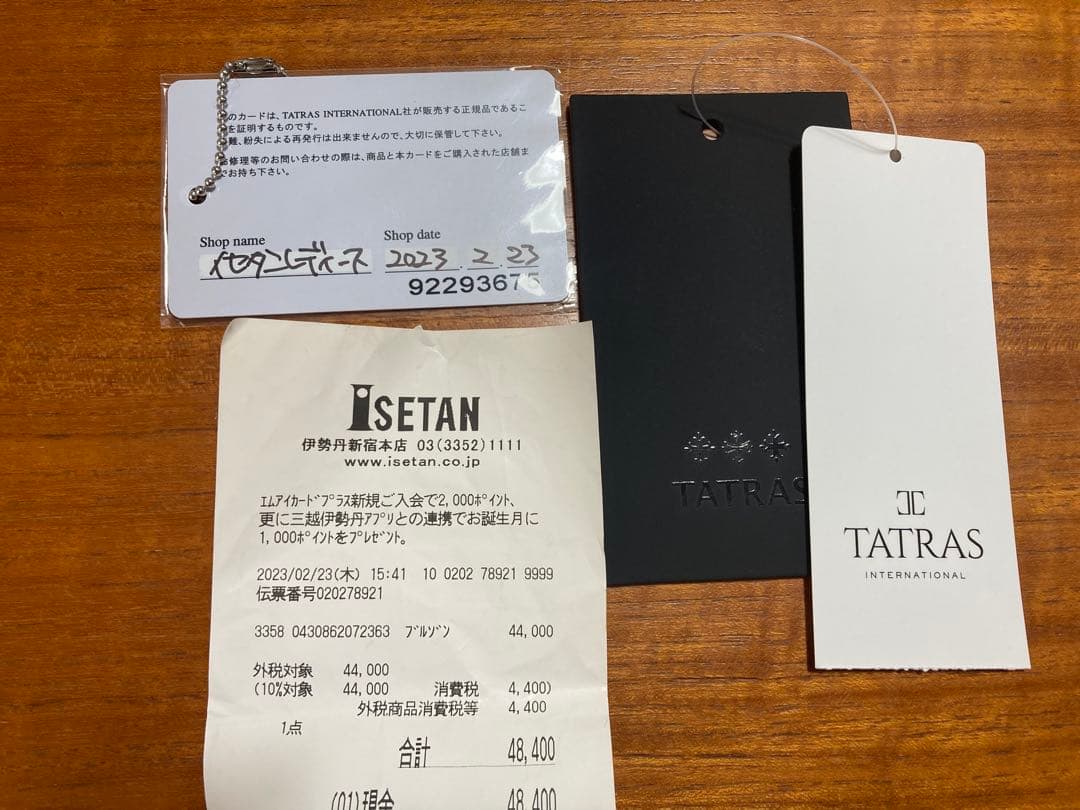 のカードは、TATRAS INTERNATIONAL社が販売する正規品であるこ
を証明するものです。
難、紛失による再発行は出来ませんので、大切に保管して下さい。
修理等のお問い合わせの際は、商品と本カードをご購入された店舗ま
でお持ち下さい。
Shop name イセタンレディース
Shop date 2023.2.23
92293675
TATRAS
TATRAS
INTERNATIONAL
ISETAN
伊勢丹新宿本店 03(3352)1111
www.isetan.co.jp
ｴﾑｱｲｶｰﾄﾞﾌﾟﾗｽ新規ご入会で2,000ﾎﾟｲﾝﾄ、
更に三越伊勢丹ｱﾌﾟﾘとの連携でお誕生月に
1,000ﾎﾟｲﾝﾄをﾌﾟﾚｾﾞﾝﾄ。
2023/02/23(木) 15:41 10 0202 78921 9999
伝票番号020278921
3358 0430862072363 ﾌﾞﾙｿﾞﾝ 44,000
外税対象 44,000
(10%対象 44,000 消費税 4,400)
外税商品消費税等 4,400
1点
合計 48,400
(01)現金 48,400